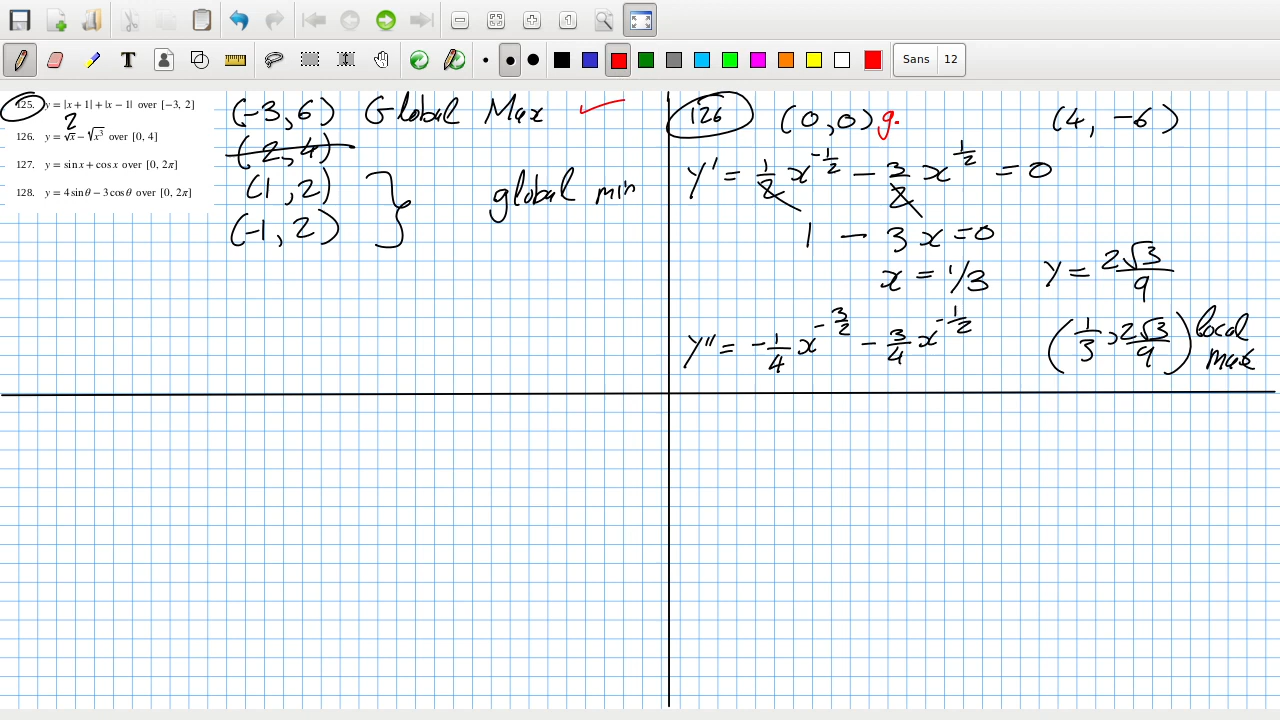 Sans 12
125. y = |x + 1| + |x − 1| over [−3, 2]
2
126. y = √x − √x³ over [0, 4]
127. y = sin x + cos x over [0, 2π]
128. y = 4 sin θ − 3 cos θ over [0, 2π]
(-3, 6) Global Max ✓
(2, 4)
(1, 2)
(-1, 2) } global min
126 (0,0) g. (4, -6)
y' = 1/2 x^(-1/2) − 3/2 x^(1/2) = 0
1 − 3x = 0
x = 1/3 y = 2√3/9
y'' = -1/4 x^(-3/2) − 3/4 x^(-1/2) (1/3, 2√3/9) local max